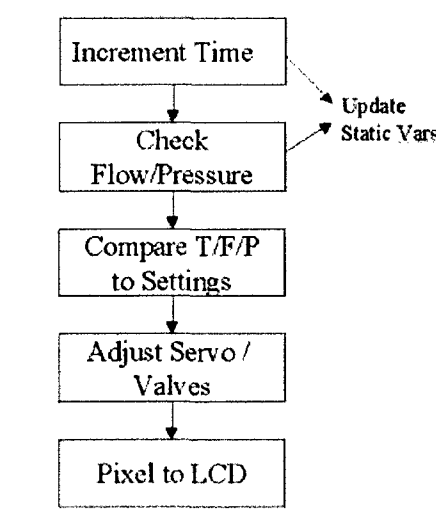 Increment Time
Update
Static Vars
Check
Flow/Pressure
Compare T/F/P
to Settings
Adjust Servo /
Valves
Pixel to LCD